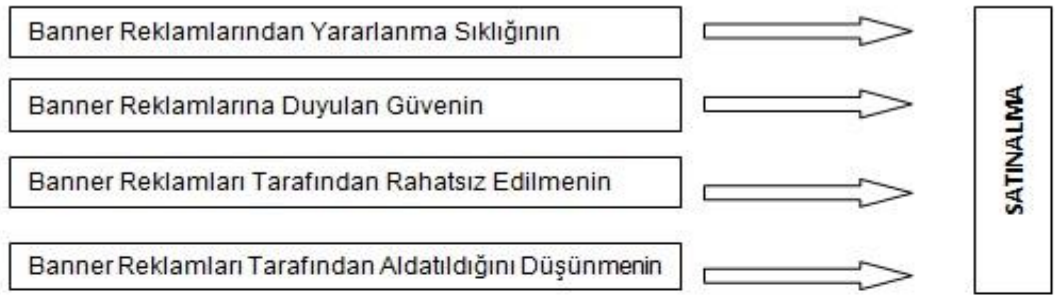 Banner Reklamlarından Yararlanma Sıklığının
Banner Reklamlarına Duyulan Güvenin
Banner Reklamları Tarafından Rahatsız Edilmenin
Banner Reklamları Tarafından Aldatıldığını Düşünmenin
SATINALMA